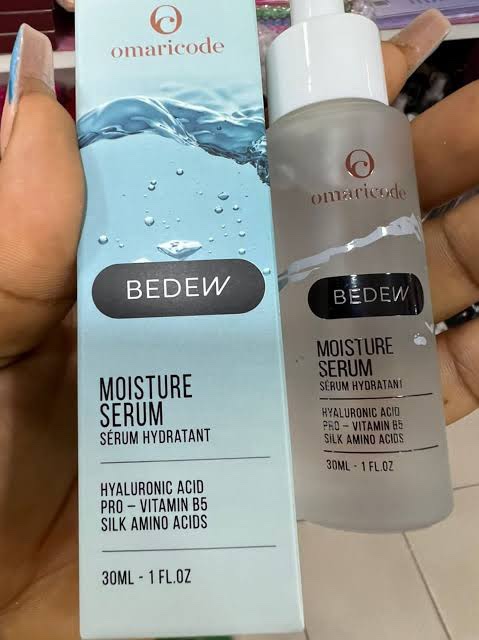 omaricode
BEDEW
MOISTURE
SERUM
SÉRUM HYDRATANT
HYALURONIC ACID
PRO – VITAMIN B5
SILK AMINO ACIDS
30ML - 1 FL.OZ
omaricode
BEDEW
MOISTURE
SERUM
SÉRUM HYDRATANT
HYALURONIC ACID
PRO – VITAMIN B5
SILK AMINO ACIDS
30ML - 1 FL.OZ